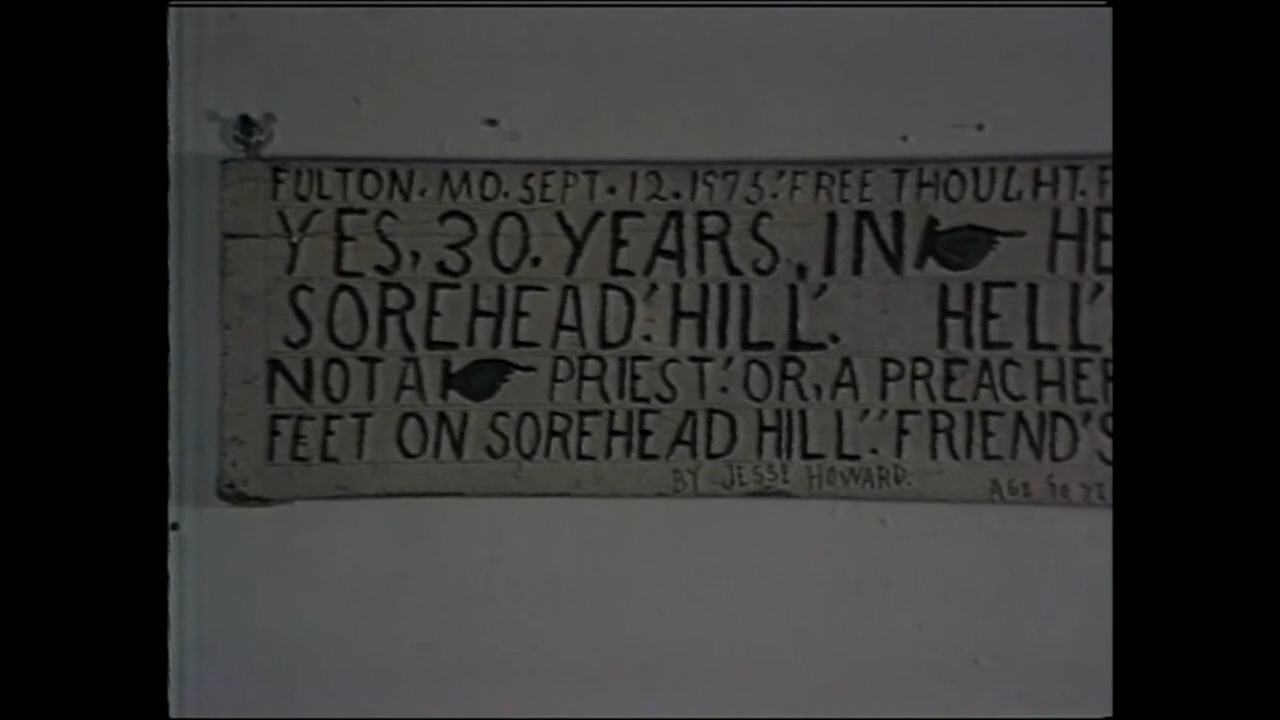 FULTON. MO. SEPT. 12. 1975.' FREE THOUGHT. F
YES, 30. YEARS, IN HE
SOREHEAD.' HILL.' HELL'
NOT A PRIEST.' OR, A PREACHER
FEET ON SOREHEAD HILL.'' FRIEND'S
BY JESSE HOWARD. AGE